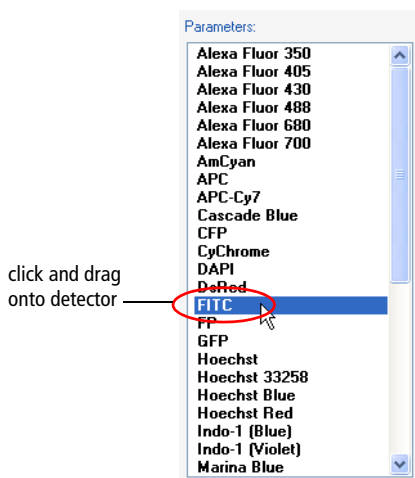 Parameters:
Alexa Fluor 350
Alexa Fluor 405
Alexa Fluor 430
Alexa Fluor 488
Alexa Fluor 680
Alexa Fluor 700
AmCyan
APC
APC-Cy7
Cascade Blue
CFP
CyChrome
DAPI
DsRed
FITC
FP
GFP
Hoechst
Hoechst 33258
Hoechst Blue
Hoechst Red
Indo-1 (Blue)
Indo-1 (Violet)
Marina Blue
click and drag
onto detector